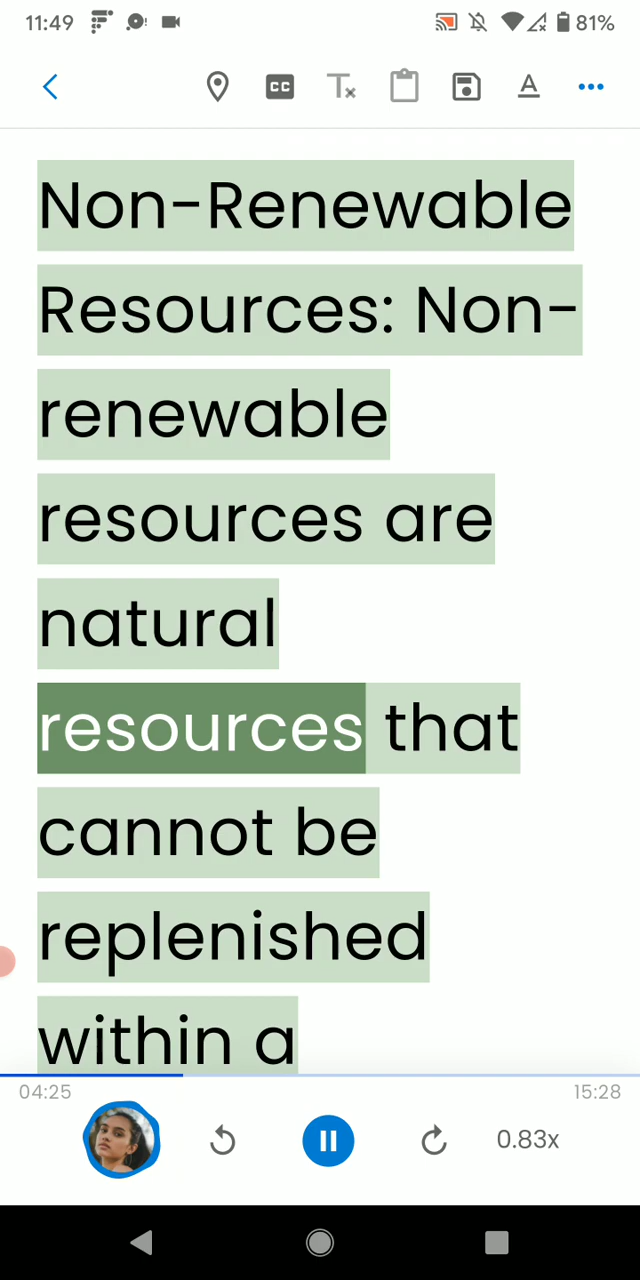 11:49
81%
CC
Non-Renewable
Resources: Non-
renewable
resources are
natural
resources that
cannot be
replenished
within a
04:25
15:28
0.83x